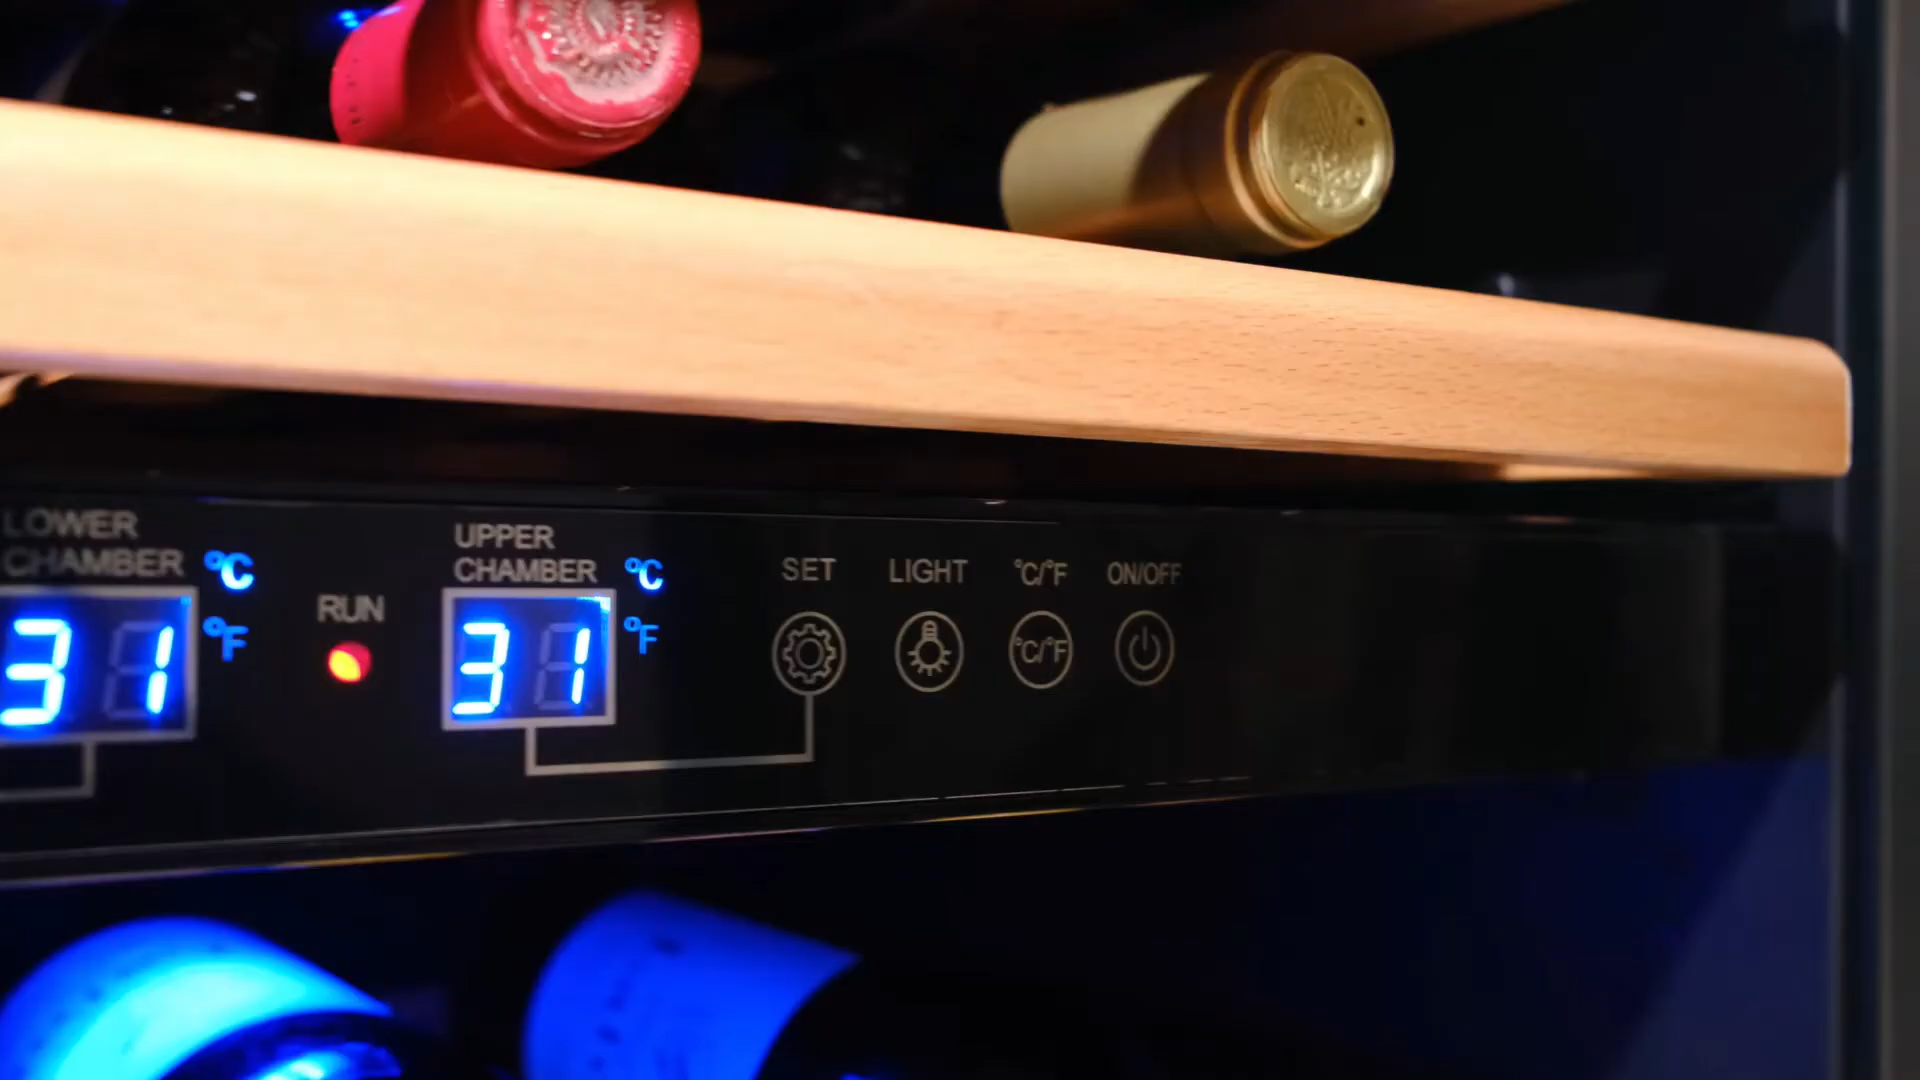 LOWER
CHAMBER
°C
°F
31
RUN
UPPER
CHAMBER
°C
°F
31
SET
LIGHT
°C/°F
ON/OFF
°C/°F